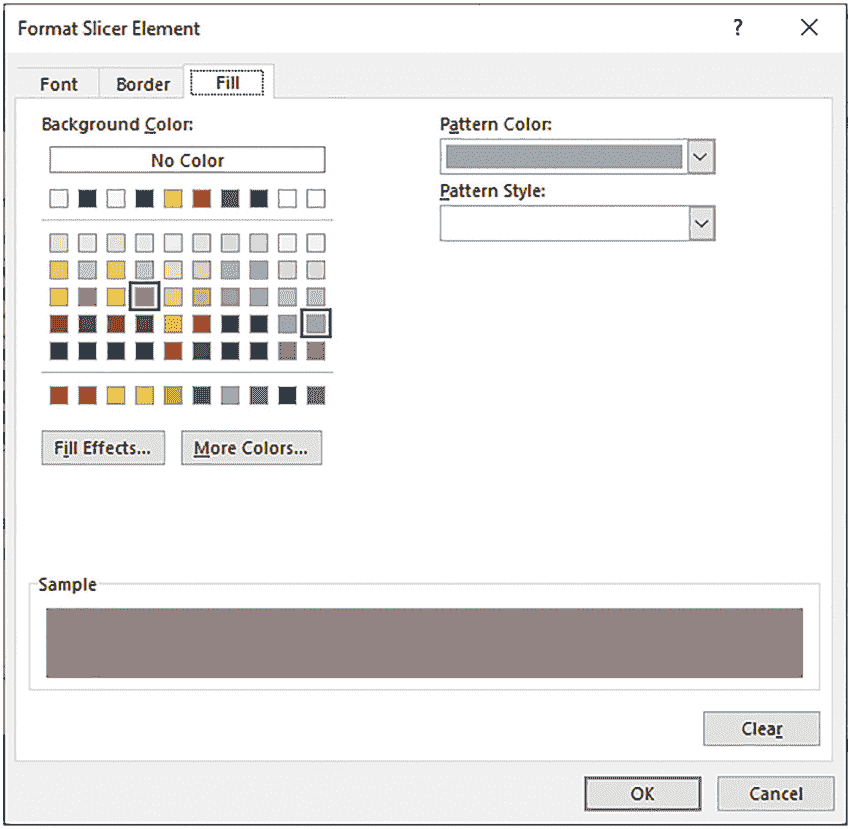 Format Slicer Element ?
Font Border Fill
Background Color:
No Color
Pattern Color:
Pattern Style:
Fill Effects... More Colors...
Sample
Clear
OK Cancel